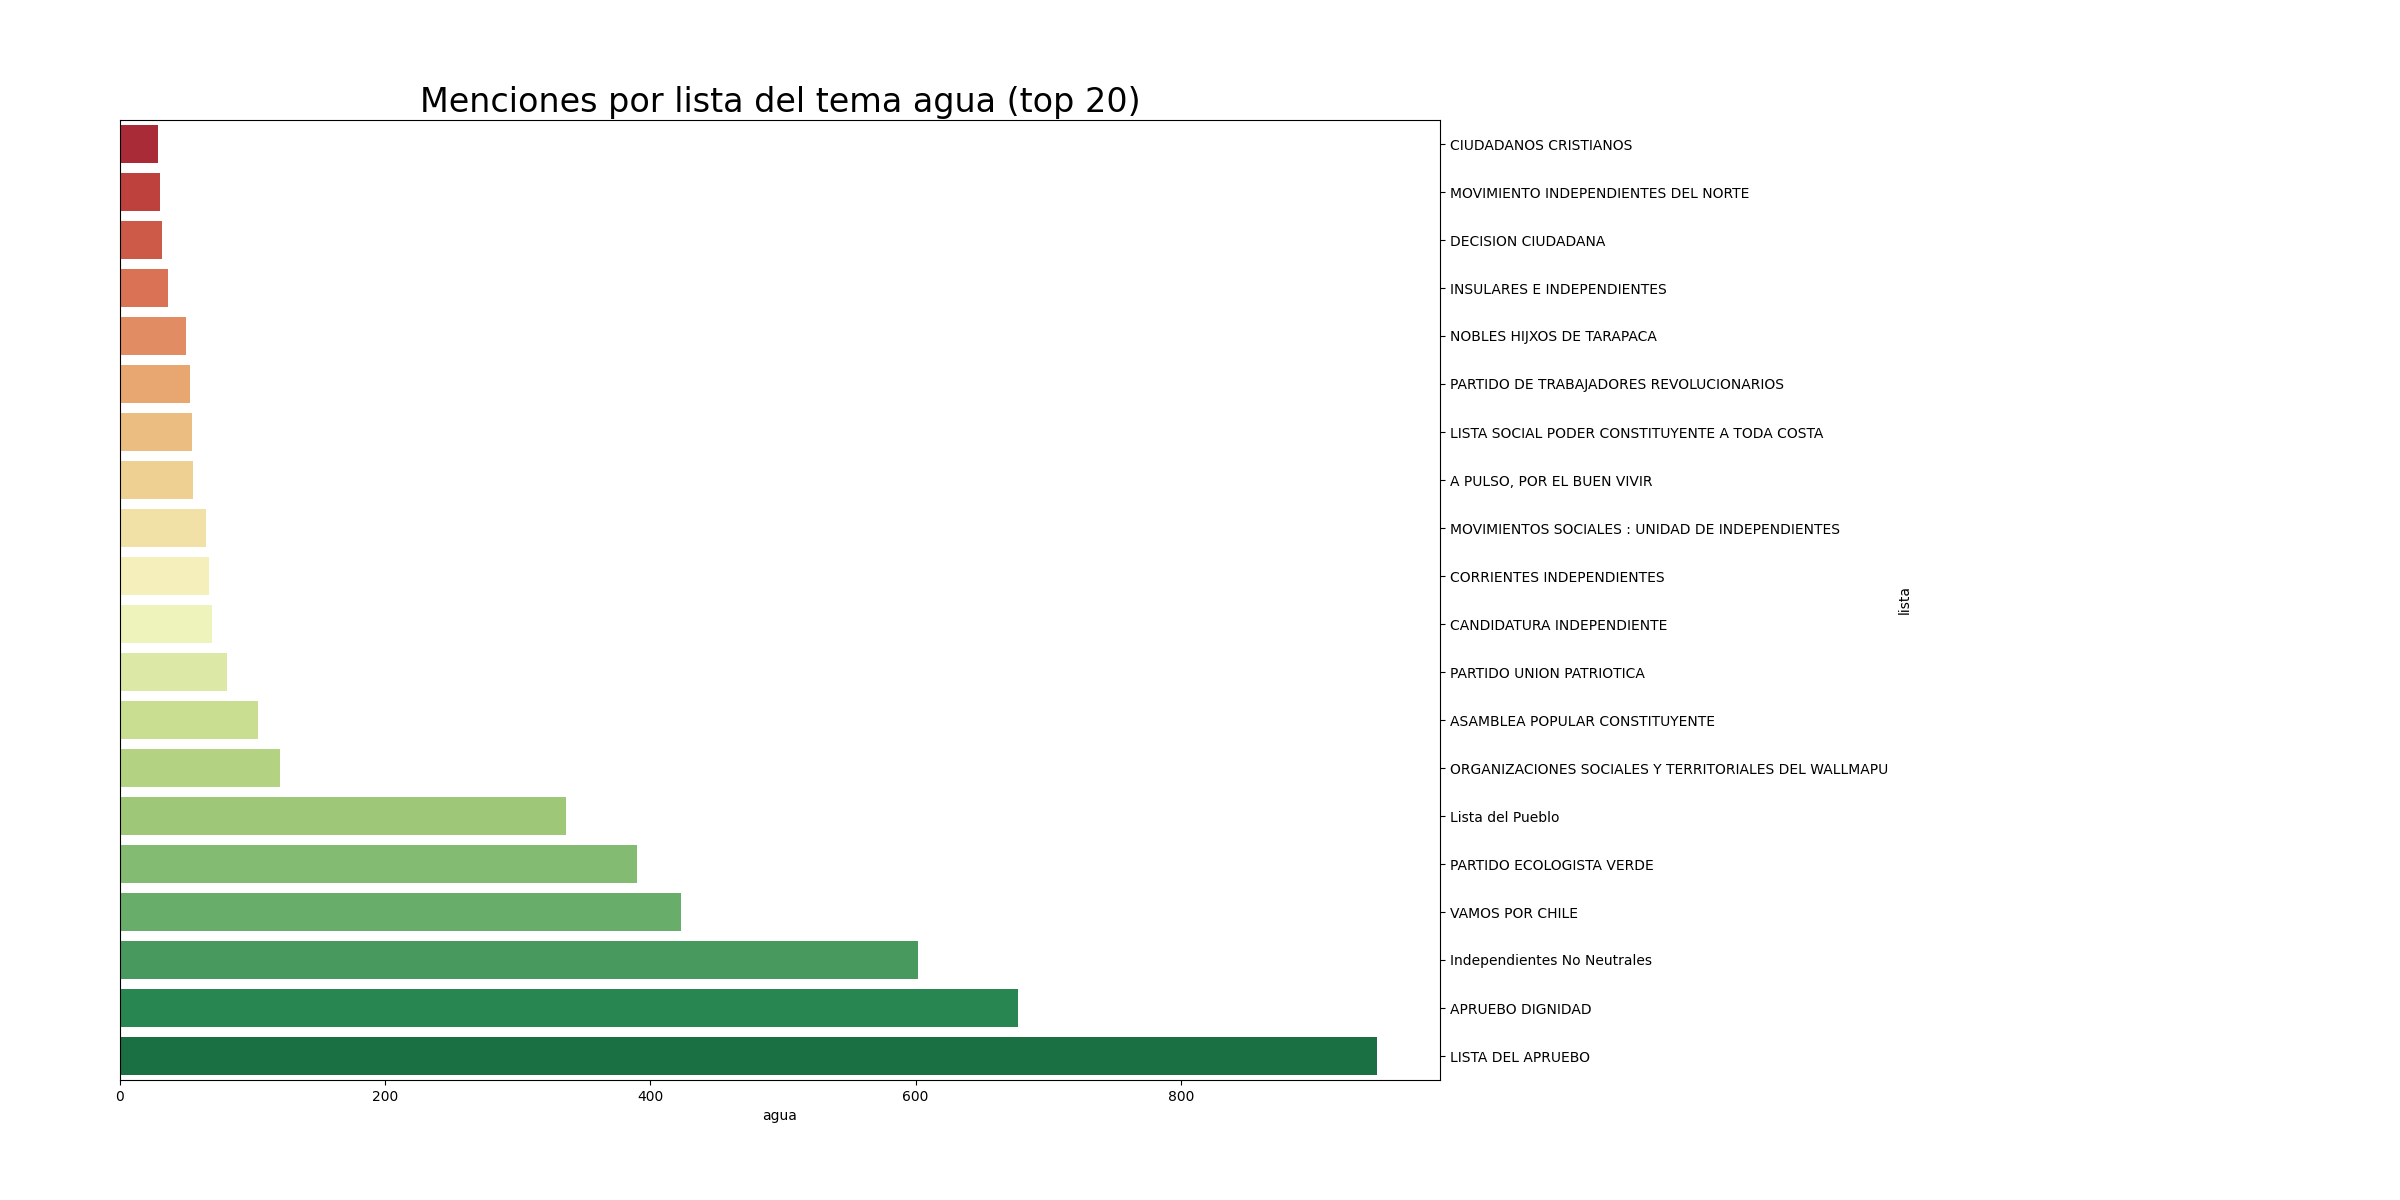 Menciones por lista del tema agua (top 20)
CIUDADANOS CRISTIANOS
MOVIMIENTO INDEPENDIENTES DEL NORTE
DECISION CIUDADANA
INSULARES E INDEPENDIENTES
NOBLES HIJXOS DE TARAPACA
PARTIDO DE TRABAJADORES REVOLUCIONARIOS
LISTA SOCIAL PODER CONSTITUYENTE A TODA COSTA
A PULSO, POR EL BUEN VIVIR
MOVIMIENTOS SOCIALES : UNIDAD DE INDEPENDIENTES
CORRIENTES INDEPENDIENTES
CANDIDATURA INDEPENDIENTE
PARTIDO UNION PATRIOTICA
ASAMBLEA POPULAR CONSTITUYENTE
ORGANIZACIONES SOCIALES Y TERRITORIALES DEL WALLMAPU
Lista del Pueblo
PARTIDO ECOLOGISTA VERDE
VAMOS POR CHILE
Independientes No Neutrales
APRUEBO DIGNIDAD
LISTA DEL APRUEBO
lista
0 200 400 600 800
agua